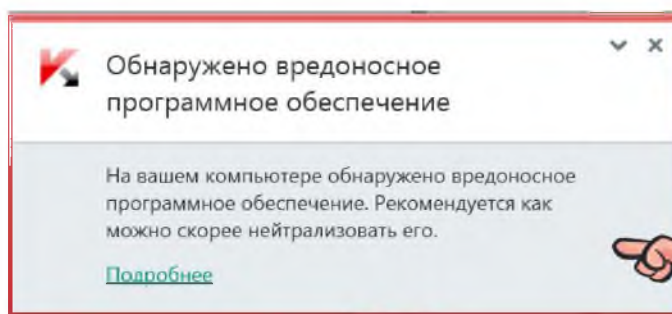 Обнаружено вредоносное
программное обеспечение
На вашем компьютере обнаружено вредоносное
программное обеспечение. Рекомендуется как
можно скорее нейтрализовать его.
Подробнее